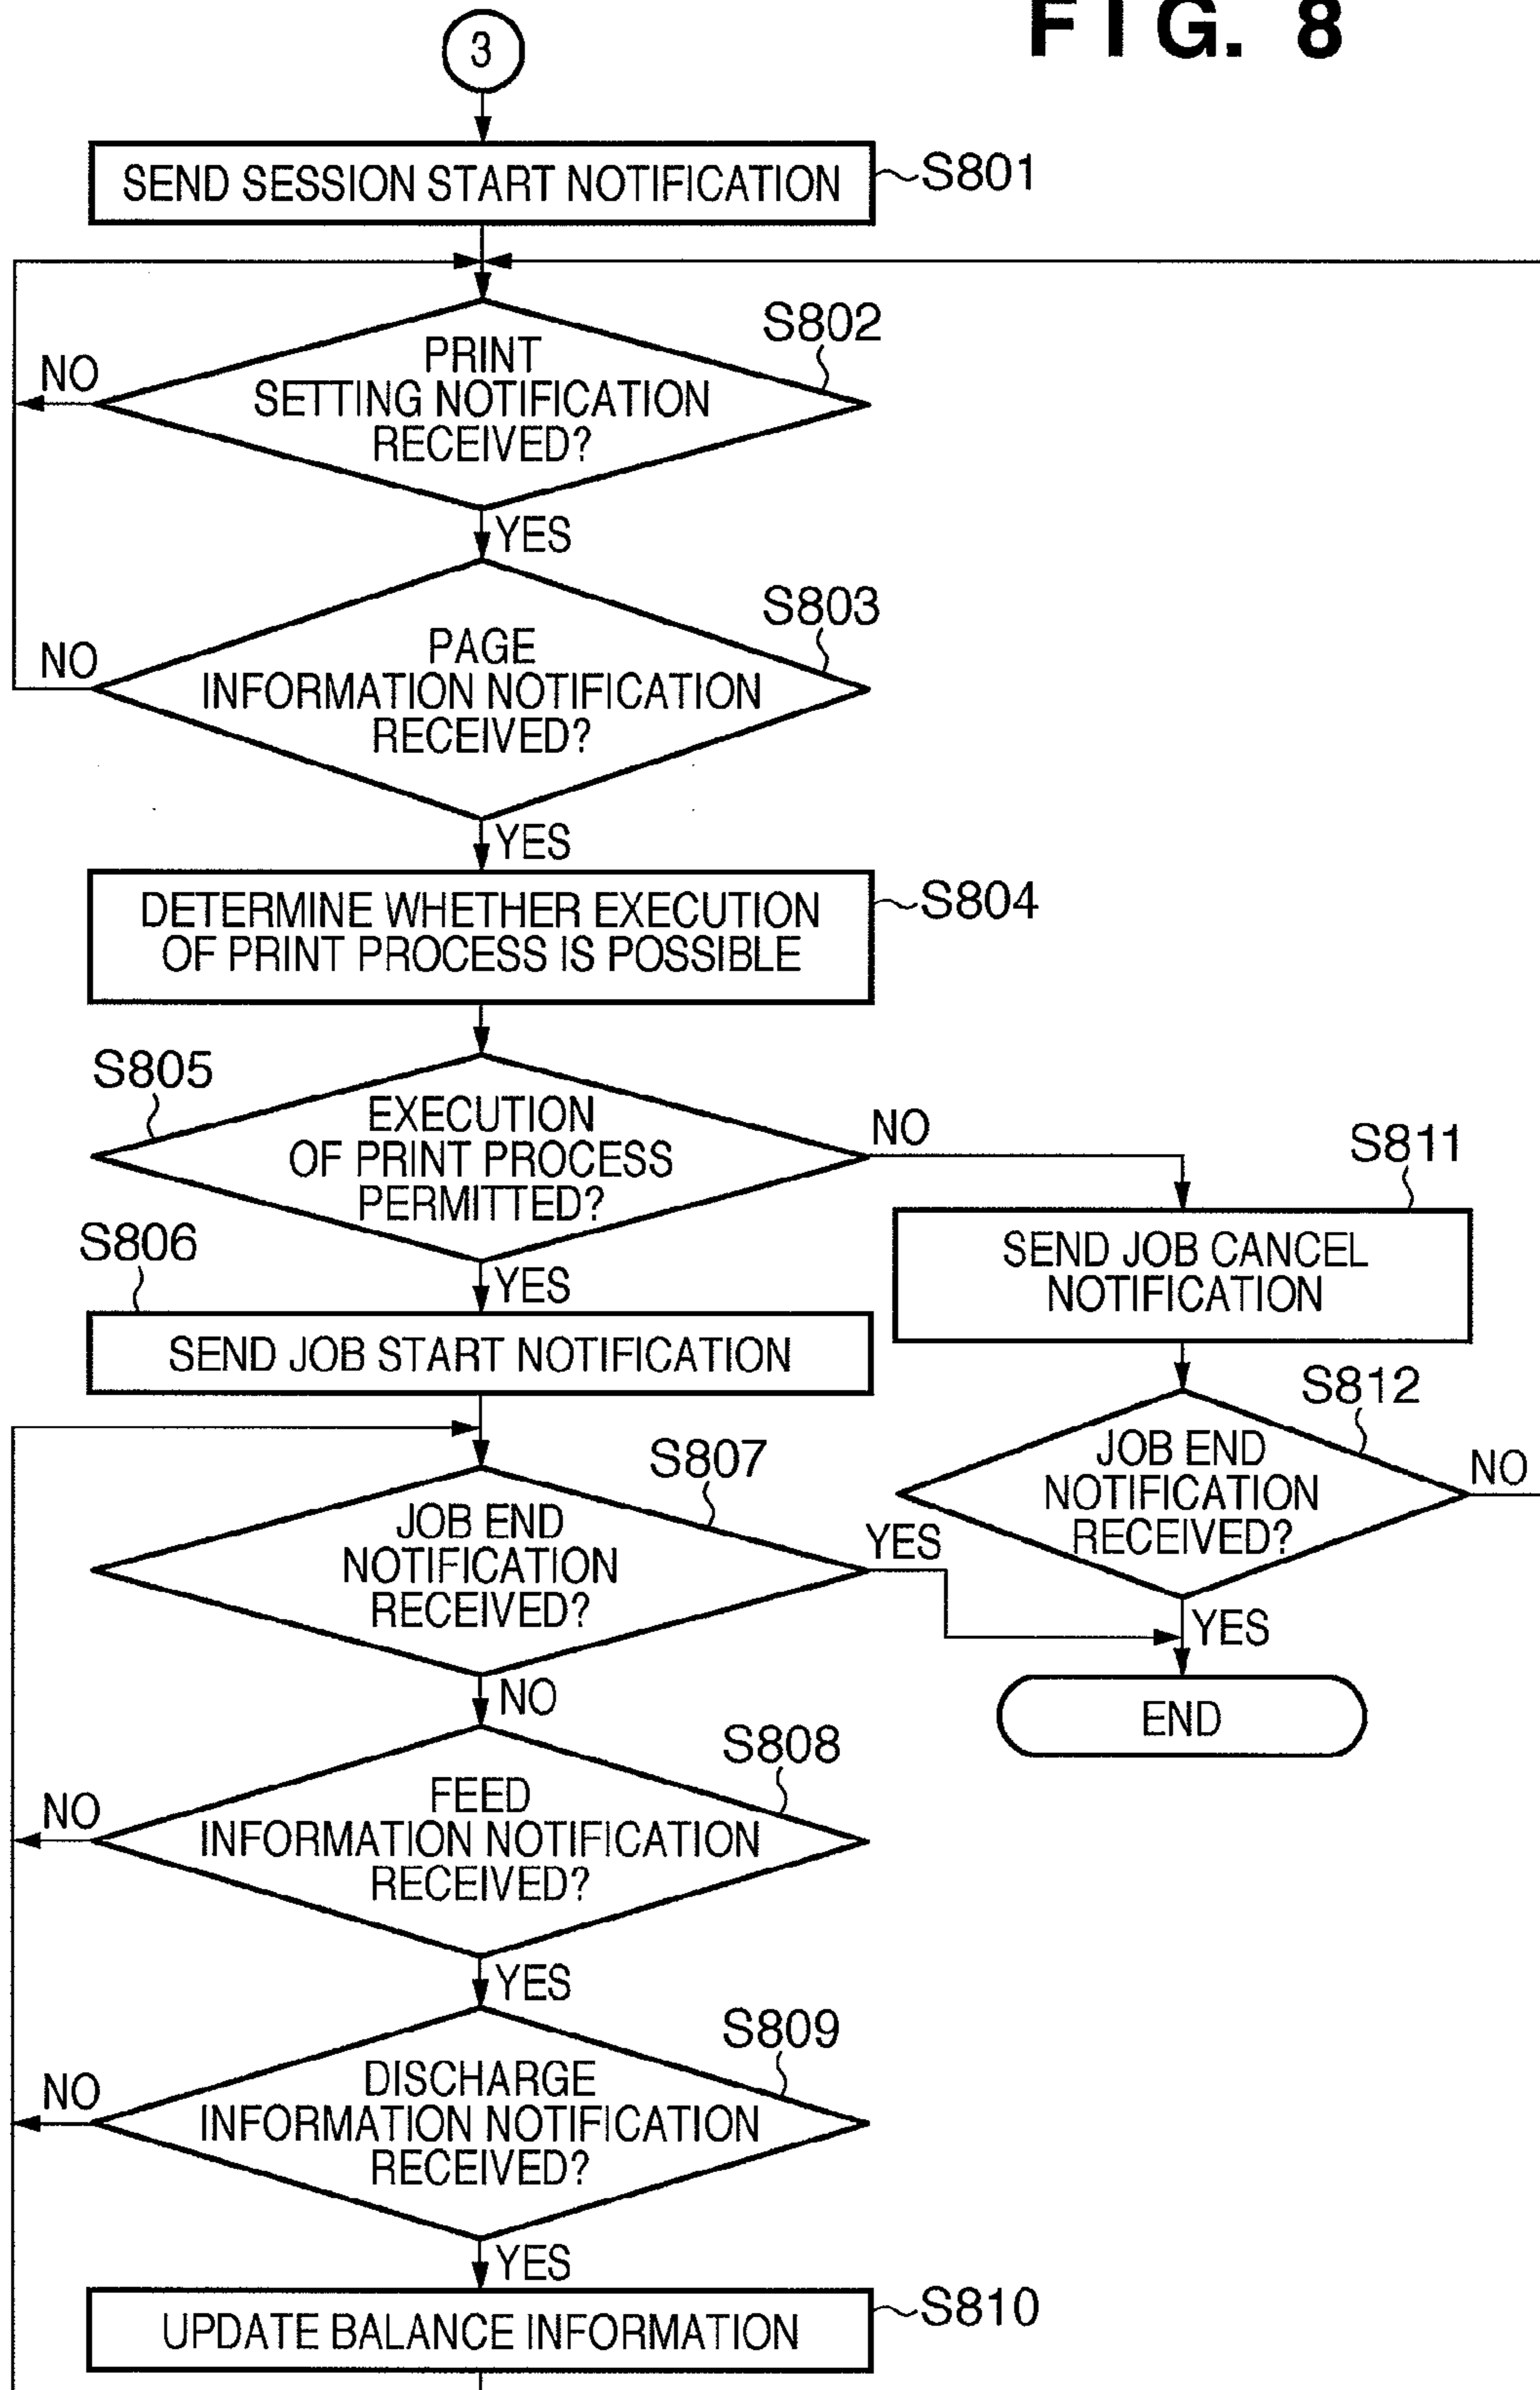 FIG. 8
3
SEND SESSION START NOTIFICATION
S801
S802
PRINT
SETTING NOTIFICATION
RECEIVED?
NO
YES
S803
PAGE
INFORMATION NOTIFICATION
RECEIVED?
NO
YES
DETERMINE WHETHER EXECUTION
OF PRINT PROCESS IS POSSIBLE
S804
S805
EXECUTION
OF PRINT PROCESS
PERMITTED?
NO
YES
S811
SEND JOB CANCEL
NOTIFICATION
S806
SEND JOB START NOTIFICATION
S812
JOB END
NOTIFICATION
RECEIVED?
NO
YES
S807
JOB END
NOTIFICATION
RECEIVED?
YES
NO
END
S808
FEED
INFORMATION NOTIFICATION
RECEIVED?
NO
YES
S809
DISCHARGE
INFORMATION NOTIFICATION
RECEIVED?
NO
YES
UPDATE BALANCE INFORMATION
S810